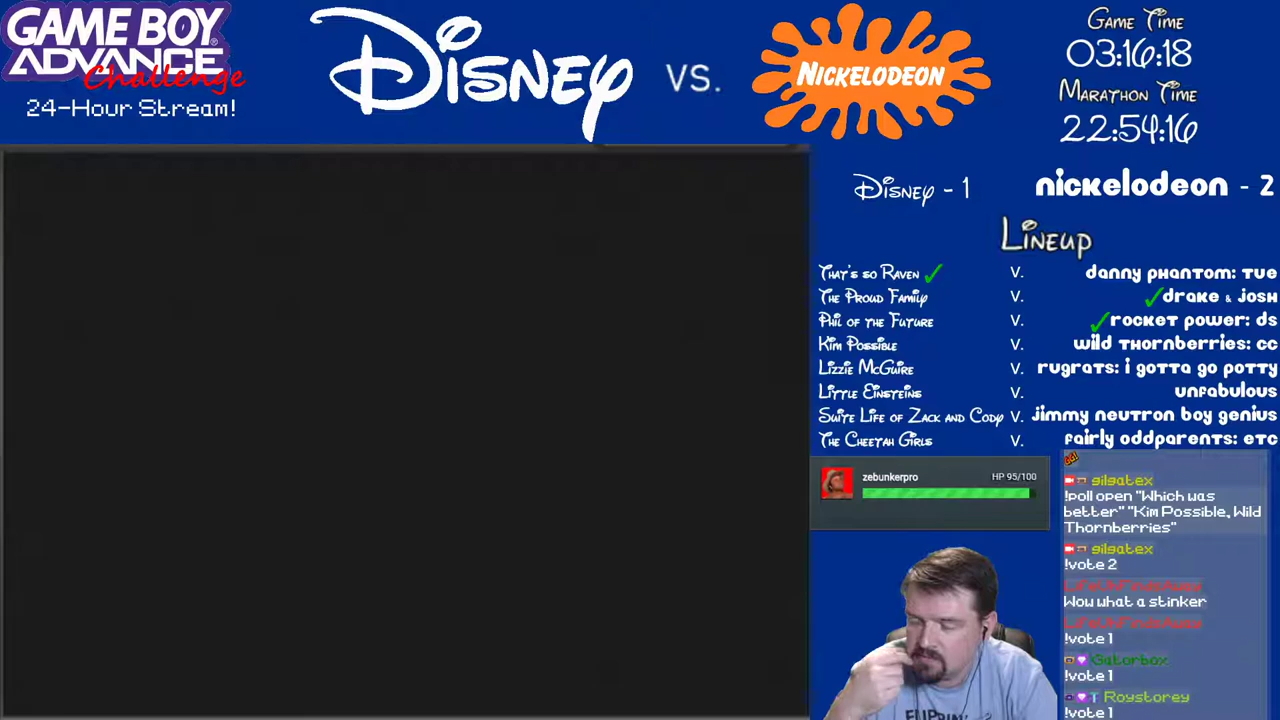 GAME BOY
ADVANCE
Challenge
24-Hour Stream!
DISNEY VS. NICKELODEON
GAME TIME
03:16:18
MARATHON TIME
22:54:16
DISNEY - 1
nickelodeon - 2
LINEUP
THAT'S SO RAVEN ✓ V. danny phantom: tue
THE PROUD FAMILY V. ✓drake & josh
PHIL OF THE FUTURE V. ✓rocket power: ds
KIM POSSIBLE V. wild thornberries: cc
LIZZIE MCGUIRE V. rugrats: i gotta go potty
LITTLE EINSTEINS V. unfabulous
SUITE LIFE OF ZACK AND CODY V. jimmy neutron boy genius
THE CHEETAH GIRLS V. fairly oddparents: etc
zebunkerpro HP 95/100
gilgatex
!poll open "Which was
better" "Kim Possible, Wild
Thornberries"
gilgatex
!vote 2
LifeUhFindsAway
Wow what a stinker
LifeUhFindsAway
!vote 1
Gatorbox
!vote 1
Roystorey
!vote 1